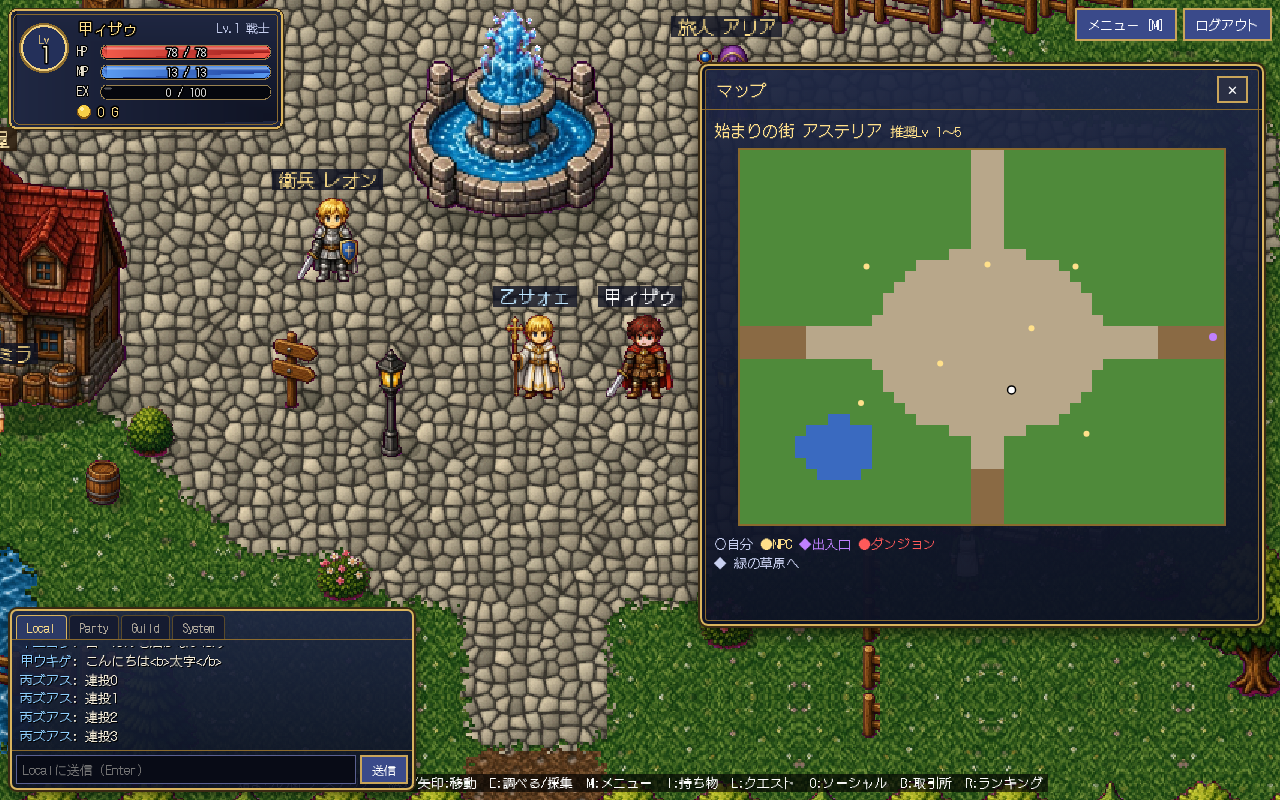 Lv
1
甲ィザゥ
Lv.1 戦士
HP 78 / 78
MP 13 / 13
EX 0 / 100
0 G
旅人 アリア
メニュー [M]
ログアウト
衛兵 レオン
乙サォェ
甲ィザゥ
ミラ
マップ
×
始まりの街 アステリア 推奨Lv 1〜5
○自分 ●NPC ◆出入口 ●ダンジョン
◆ 緑の草原へ
Local
Party
Guild
System
甲ウキゲ: こんにちは<b>太字</b>
丙ズアス: 連投0
丙ズアス: 連投1
丙ズアス: 連投2
丙ズアス: 連投3
Localに送信 (Enter)
送信
矢印:移動 E:調べる/採集 M:メニュー I:持ち物 L:クエスト O:ソーシャル B:取引所 R:ランキング